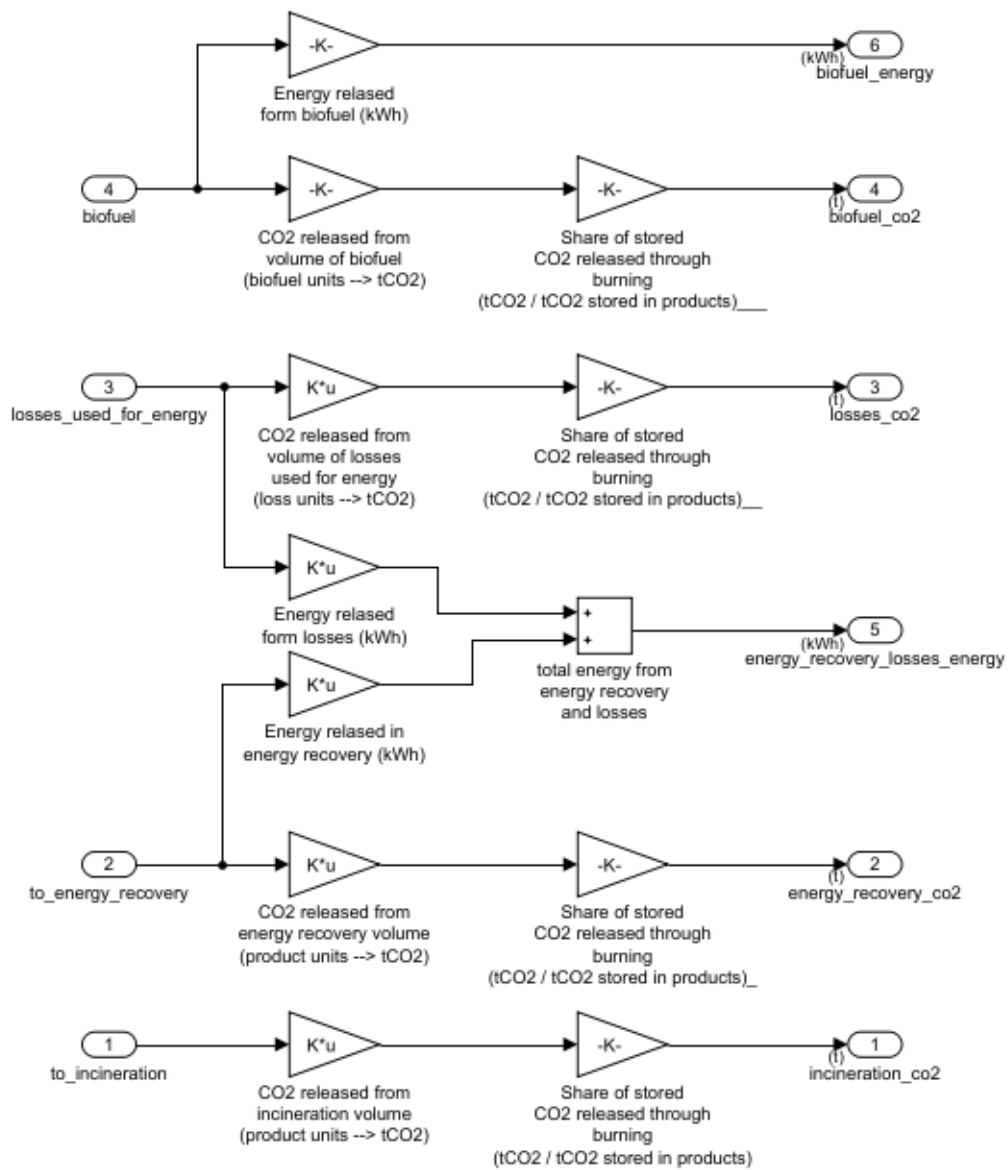 -K-
6
(kWh)
biofuel_energy
Energy relased
form biofuel (kWh)
4
biofuel
-K-
-K-
4
(t)
biofuel_co2
CO2 released from
volume of biofuel
(biofuel units --> tCO2)
Share of stored
CO2 released through
burning
(tCO2 / tCO2 stored in products)___
3
losses_used_for_energy
K*u
-K-
3
(t)
losses_co2
CO2 released from
volume of losses
used for energy
(loss units --> tCO2)
Share of stored
CO2 released through
burning
(tCO2 / tCO2 stored in products)__
K*u
Energy relased
form losses (kWh)
+
+
total energy from
energy recovery
and losses
5
(kWh)
energy_recovery_losses_energy
K*u
Energy relased in
energy recovery (kWh)
2
to_energy_recovery
K*u
-K-
2
(t)
energy_recovery_co2
CO2 released from
energy recovery volume
(product units --> tCO2)
Share of stored
CO2 released through
burning
(tCO2 / tCO2 stored in products)_
1
to_incineration
K*u
-K-
1
(t)
incineration_co2
CO2 released from
incineration volume
(product units --> tCO2)
Share of stored
CO2 released through
burning
(tCO2 / tCO2 stored in products)